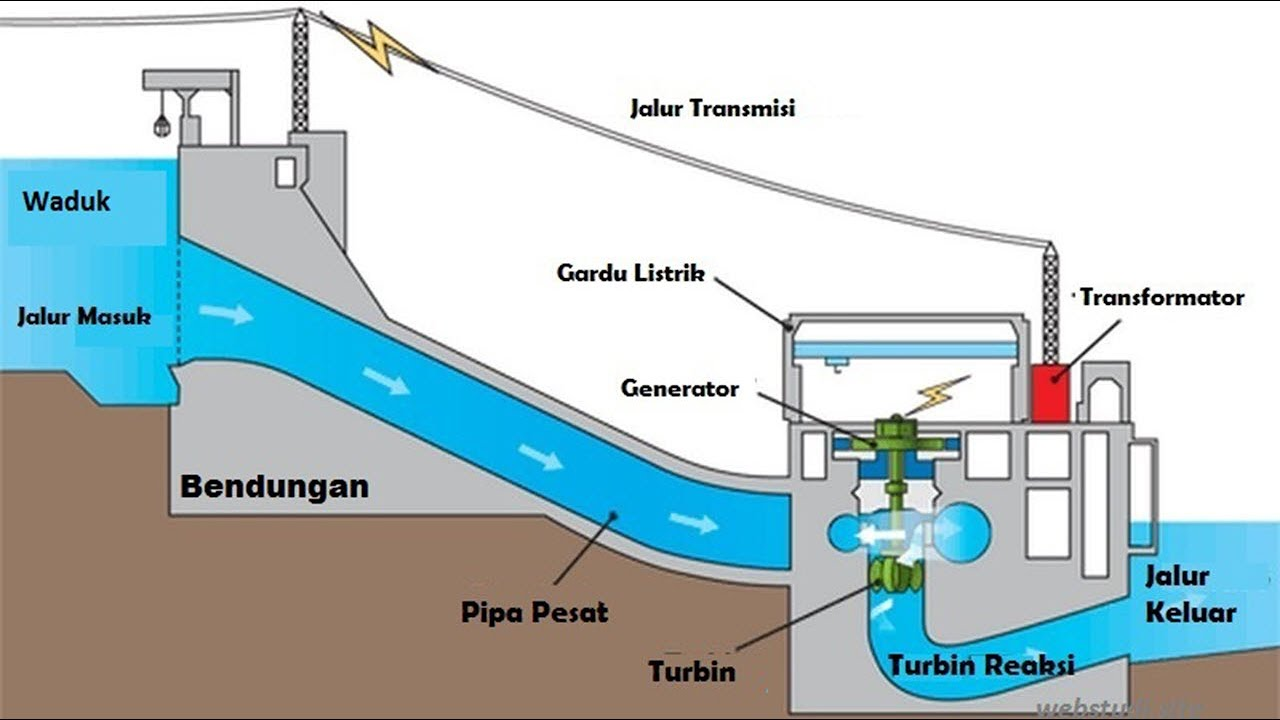 Jalur Transmisi
Waduk
Gardu Listrik
Transformator
Jalur Masuk
Generator
Bendungan
Jalur
Keluar
Pipa Pesat
Turbin
Turbin Reaksi